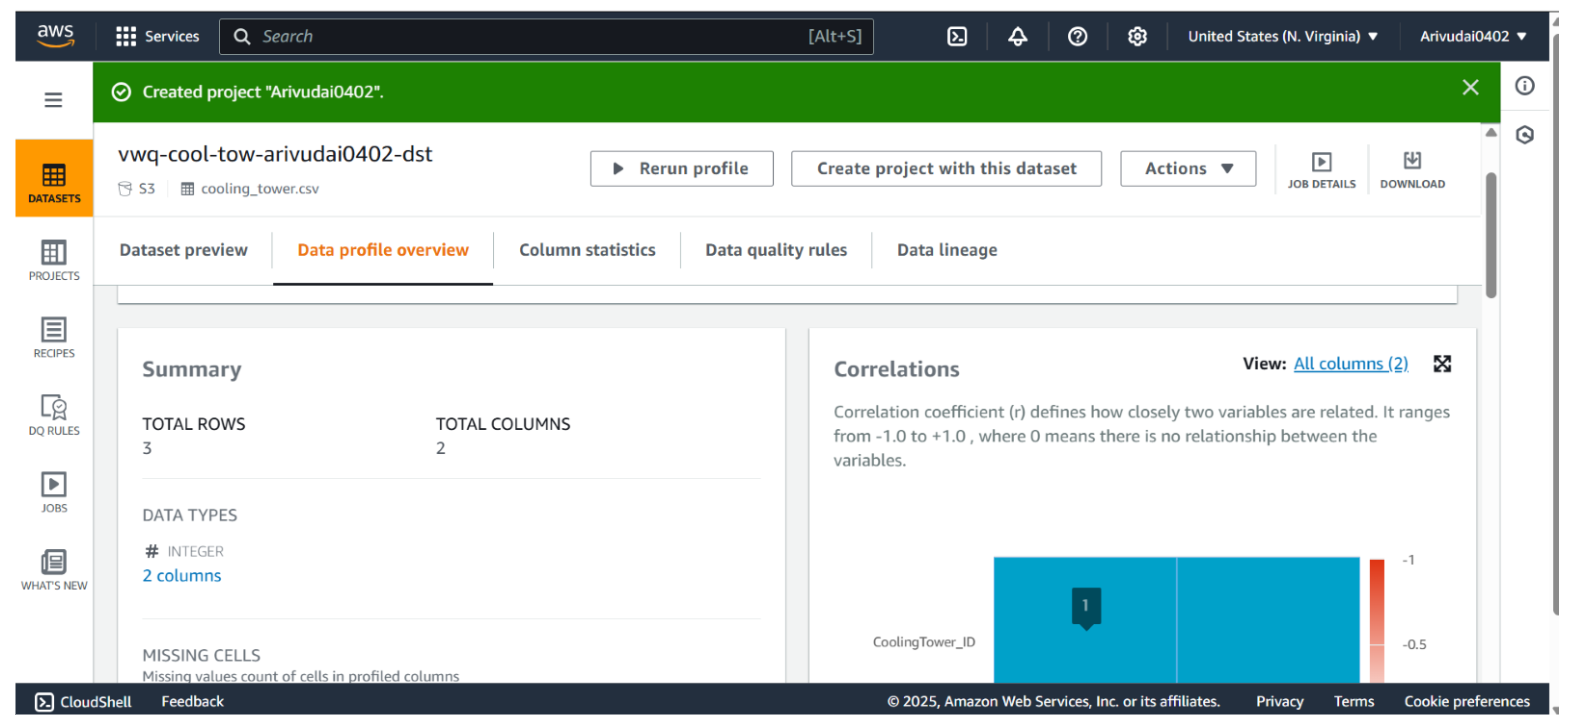 aws
Services
Search
[Alt+S]
United States (N. Virginia) ▼
Arivudai0402 ▼
Created project "Arivudai0402".
vwq-cool-tow-arivudai0402-dst
S3
cooling_tower.csv
Rerun profile
Create project with this dataset
Actions ▼
JOB DETAILS
DOWNLOAD
DATASETS
PROJECTS
RECIPES
DQ RULES
JOBS
WHAT'S NEW
Dataset preview
Data profile overview
Column statistics
Data quality rules
Data lineage
Summary
TOTAL ROWS
3
TOTAL COLUMNS
2
DATA TYPES
# INTEGER
2 columns
MISSING CELLS
Missing values count of cells in profiled columns
Correlations
View: All columns (2)
Correlation coefficient (r) defines how closely two variables are related. It ranges
from -1.0 to +1.0 , where 0 means there is no relationship between the
variables.
1
CoolingTower_ID
-1
-0.5
CloudShell
Feedback
© 2025, Amazon Web Services, Inc. or its affiliates.
Privacy
Terms
Cookie preferences